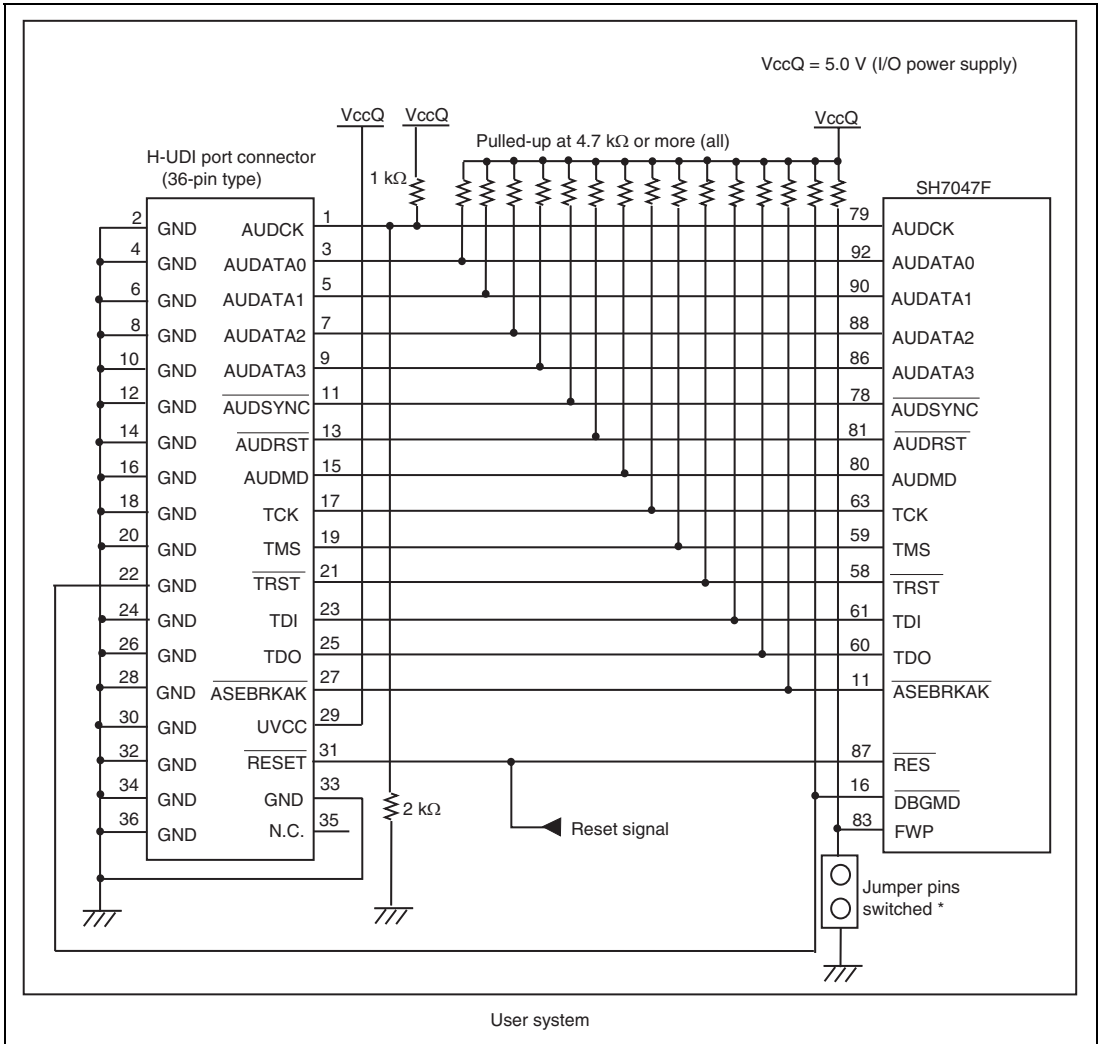 VccQ = 5.0 V (I/O power supply)
VccQ
VccQ
VccQ
Pulled-up at 4.7 kΩ or more (all)
H-UDI port connector
(36-pin type)
1 kΩ
SH7047F
2 GND AUDCK 1 79 AUDCK
4 GND AUDATA0 3 92 AUDATA0
6 GND AUDATA1 5 90 AUDATA1
8 GND AUDATA2 7 88 AUDATA2
10 GND AUDATA3 9 86 AUDATA3
12 GND AUDSYNC 11 78 AUDSYNC
14 GND AUDRST 13 81 AUDRST
16 GND AUDMD 15 80 AUDMD
18 GND TCK 17 63 TCK
20 GND TMS 19 59 TMS
22 GND TRST 21 58 TRST
24 GND TDI 23 61 TDI
26 GND TDO 25 60 TDO
28 GND ASEBRKAK 27 11 ASEBRKAK
30 GND UVCC 29
32 GND RESET 31 87 RES
34 GND GND 33 16 DBGMD
36 GND N.C. 35 83 FWP
2 kΩ
Reset signal
Jumper pins
switched *
User system